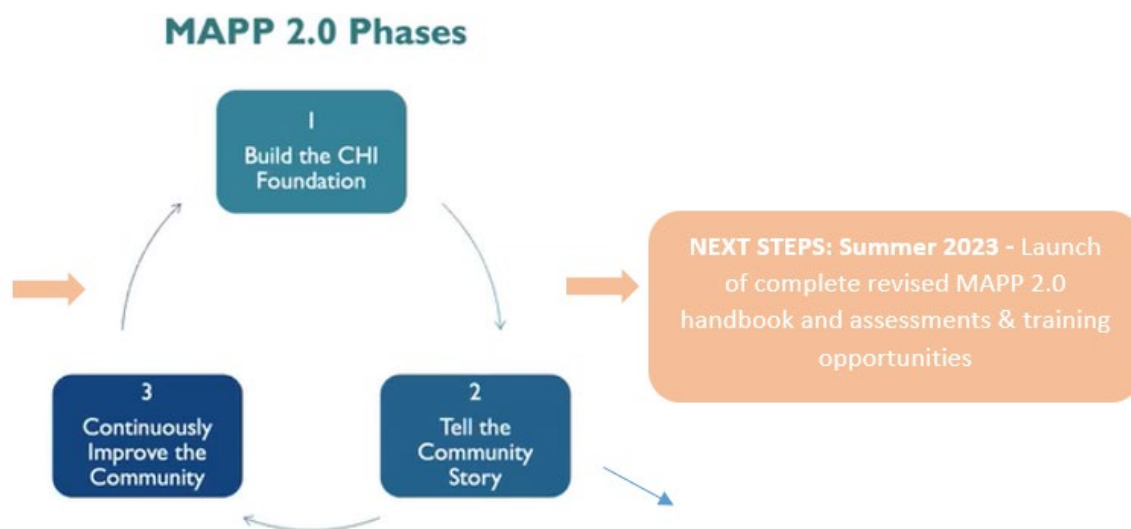 MAPP 2.0 Phases
1
Build the CHI
Foundation
NEXT STEPS: Summer 2023 - Launch
of complete revised MAPP 2.0
handbook and assessments & training
opportunities
3
Continuously
Improve the
Community
2
Tell the
Community
Story